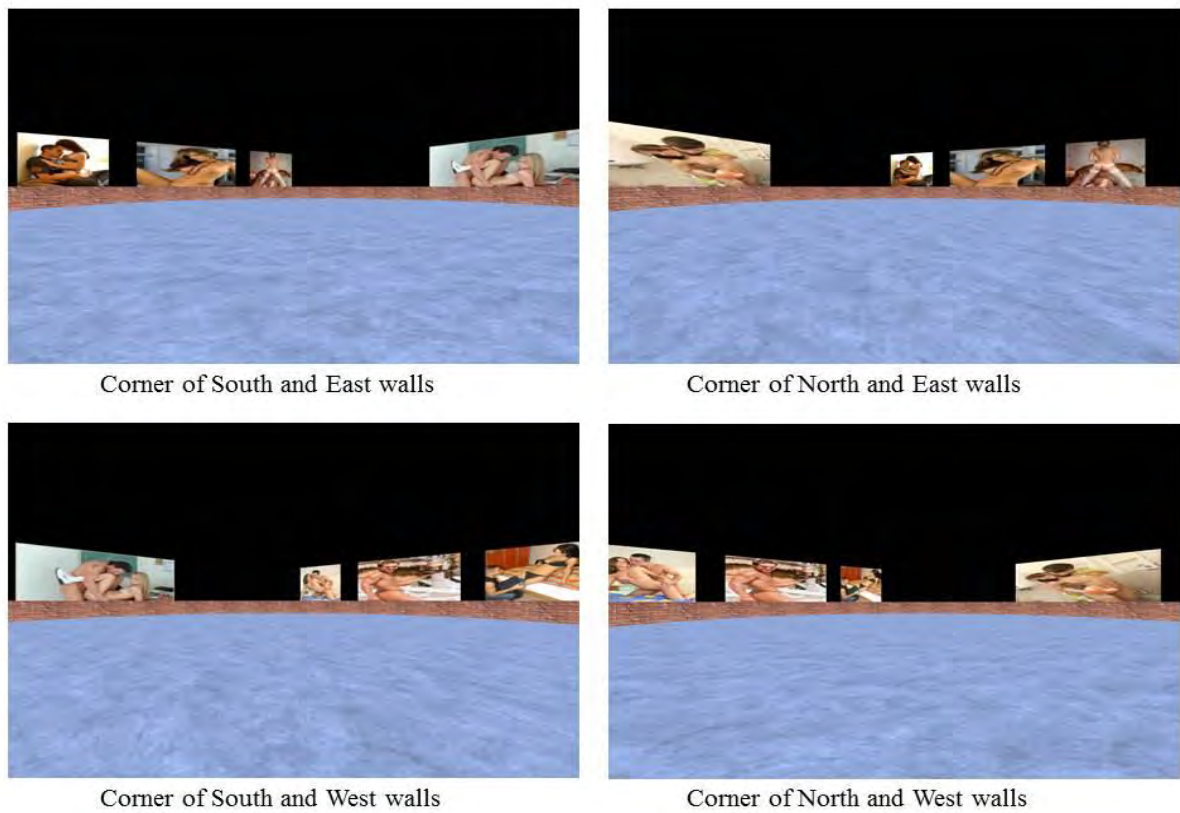 Corner of South and East walls
Corner of North and East walls
Corner of South and West walls
Corner of North and West walls